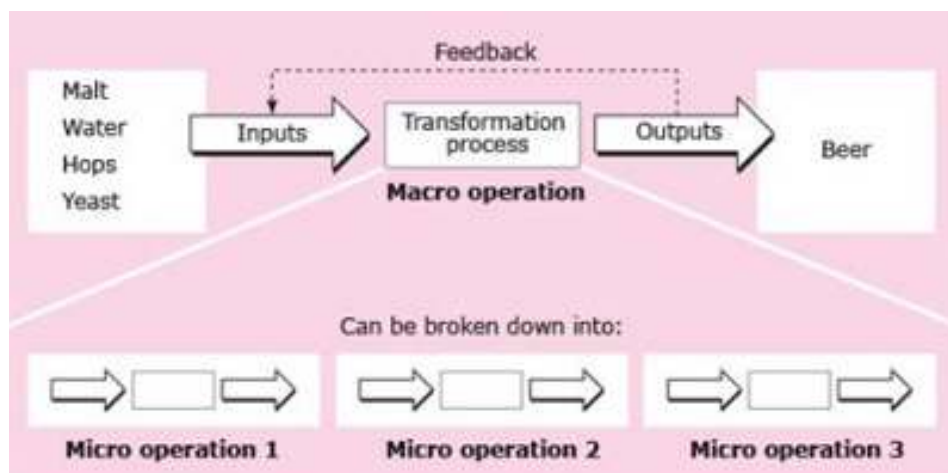 Feedback
Malt
Water
Hops
Yeast
Inputs
Transformation
process
Outputs
Beer
Macro operation
Can be broken down into:
Micro operation 1
Micro operation 2
Micro operation 3